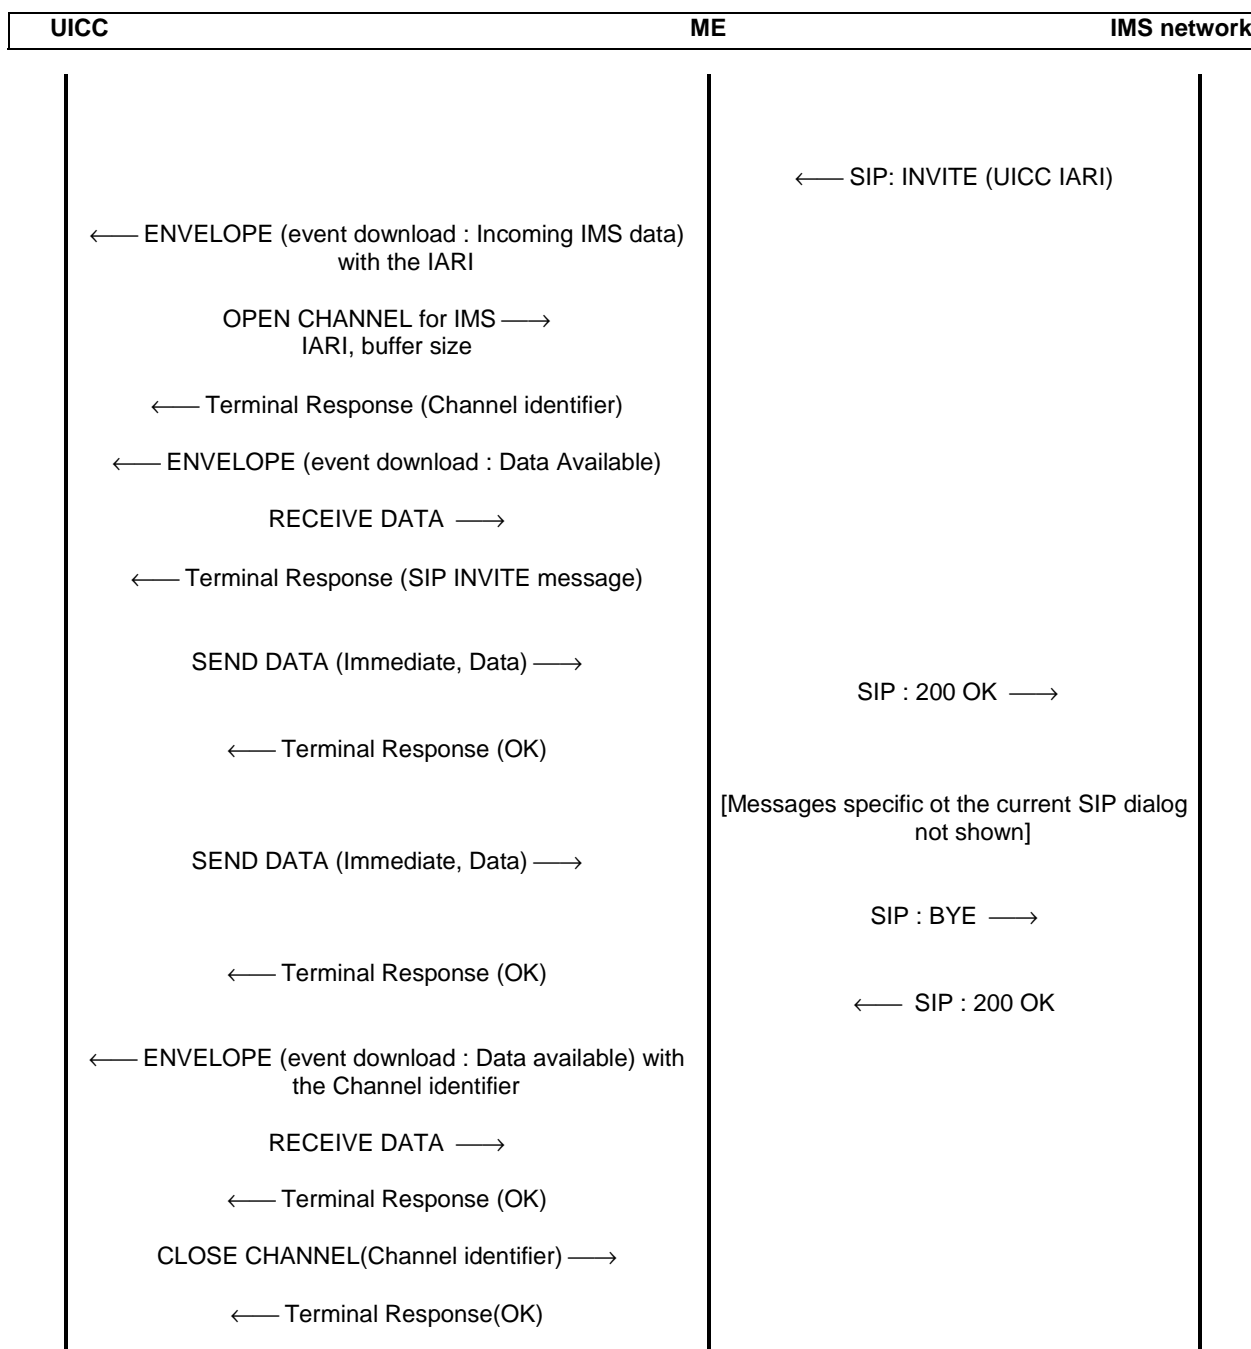 UICC ME IMS network
←—— SIP: INVITE (UICC IARI)
←—— ENVELOPE (event download : Incoming IMS data)
with the IARI
OPEN CHANNEL for IMS ——→
IARI, buffer size
←—— Terminal Response (Channel identifier)
←—— ENVELOPE (event download : Data Available)
RECEIVE DATA ——→
←—— Terminal Response (SIP INVITE message)
SEND DATA (Immediate, Data) ——→
SIP : 200 OK ——→
←—— Terminal Response (OK)
[Messages specific ot the current SIP dialog
not shown]
SEND DATA (Immediate, Data) ——→
SIP : BYE ——→
←—— Terminal Response (OK)
←—— SIP : 200 OK
←—— ENVELOPE (event download : Data available) with
the Channel identifier
RECEIVE DATA ——→
←—— Terminal Response (OK)
CLOSE CHANNEL(Channel identifier) ——→
←—— Terminal Response(OK)